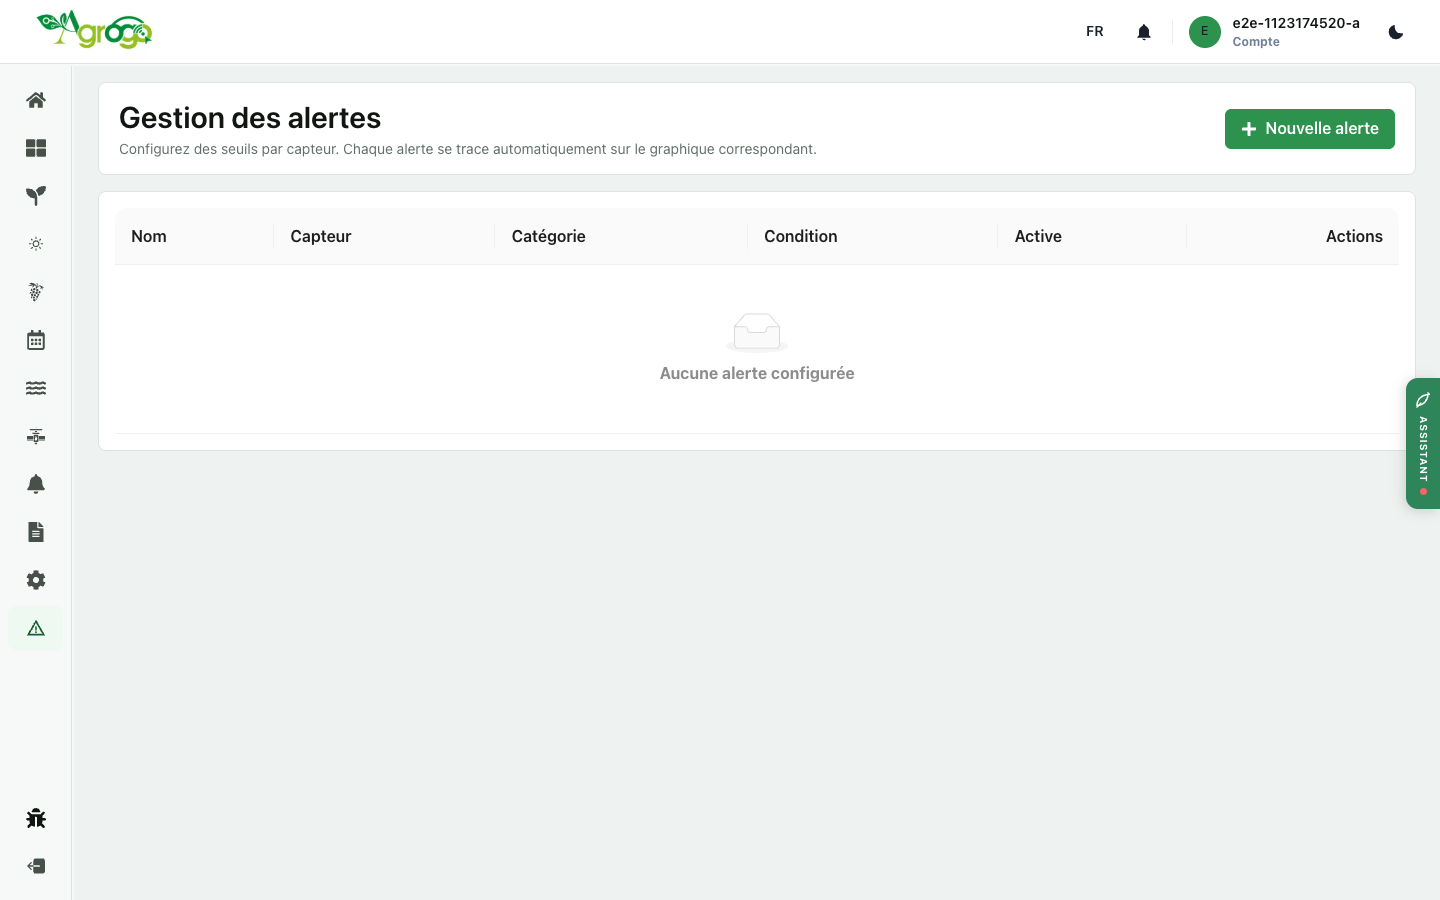 Agrogo
FR
E
e2e-1123174520-a
Compte
Gestion des alertes
Configurez des seuils par capteur. Chaque alerte se trace automatiquement sur le graphique correspondant.
Nouvelle alerte
Nom
Capteur
Catégorie
Condition
Active
Actions
Aucune alerte configurée
ASSISTANT